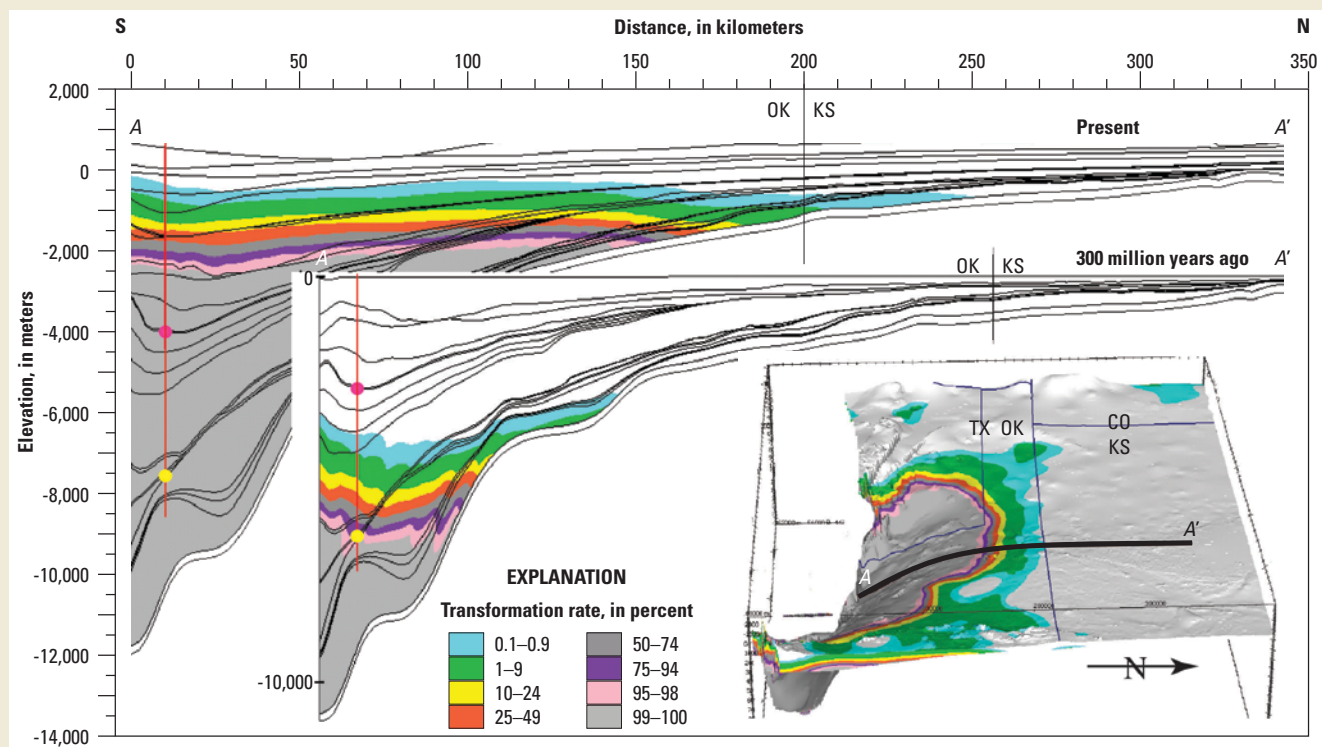 S Distance, in kilometers N
0 50 100 150 200 250 300 350
Elevation, in meters
2,000
0
-2,000
-4,000
-6,000
-8,000
-10,000
-12,000
-14,000
A OK KS Present A'
A 0 OK KS 300 million years ago A'
-10,000
EXPLANATION
Transformation rate, in percent
0.1–0.9 50–74
1–9 75–94
10–24 95–98
25–49 99–100
TX OK CO
KS
A A'
N